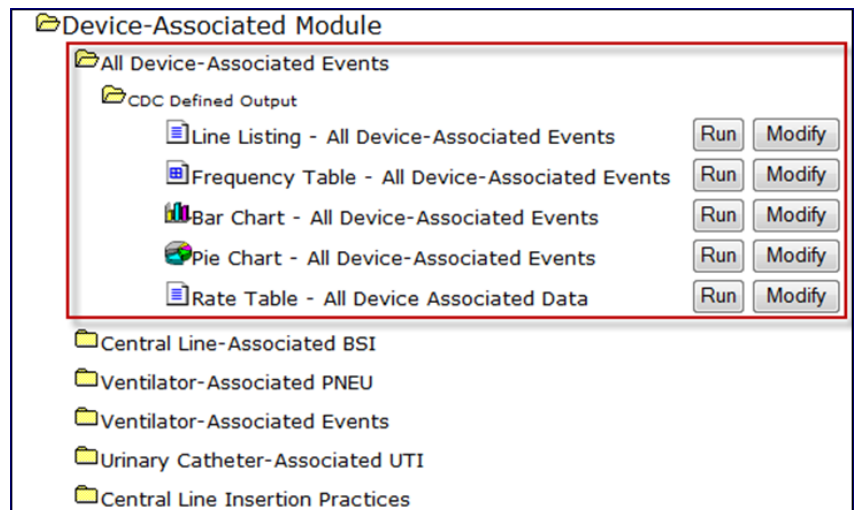 Device-Associated Module
All Device-Associated Events
CDC Defined Output
Line Listing - All Device-Associated Events Run Modify
Frequency Table - All Device-Associated Events Run Modify
Bar Chart - All Device-Associated Events Run Modify
Pie Chart - All Device-Associated Events Run Modify
Rate Table - All Device Associated Data Run Modify
Central Line-Associated BSI
Ventilator-Associated PNEU
Ventilator-Associated Events
Urinary Catheter-Associated UTI
Central Line Insertion Practices